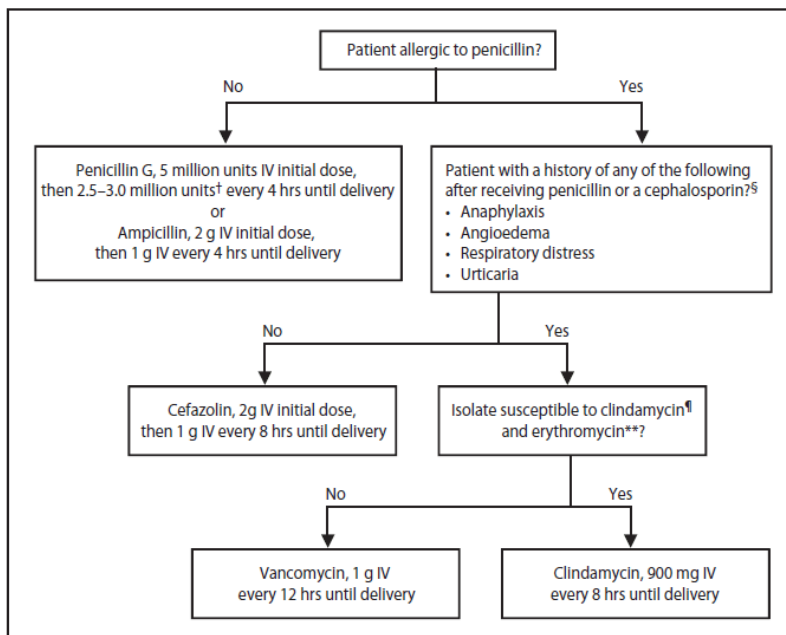 Patient allergic to penicillin?
No
Yes
Penicillin G, 5 million units IV initial dose,
then 2.5–3.0 million units† every 4 hrs until delivery
or
Ampicillin, 2 g IV initial dose,
then 1 g IV every 4 hrs until delivery
Patient with a history of any of the following
after receiving penicillin or a cephalosporin?§
• Anaphylaxis
• Angioedema
• Respiratory distress
• Urticaria
No
Yes
Cefazolin, 2g IV initial dose,
then 1 g IV every 8 hrs until delivery
Isolate susceptible to clindamycin¶
and erythromycin**?
No
Yes
Vancomycin, 1 g IV
every 12 hrs until delivery
Clindamycin, 900 mg IV
every 8 hrs until delivery